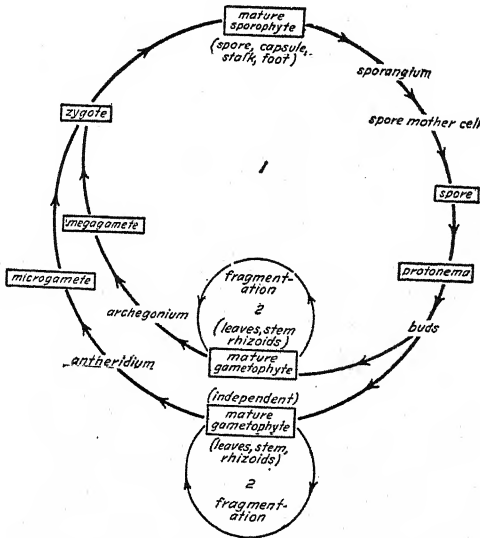 mature
sporophyte
(spore, capsule,
stalk, foot)
sporangium
zygote
spore mother cell
1
spore
megagamete
microgamete
protonema
fragment-
ation
2
archegonium
(leaves, stem
rhizoids)
buds
mature
gametophyte
antheridium
(independent)
mature
gametophyte
(leaves, stem,
rhizoids)
2
fragment-
ation